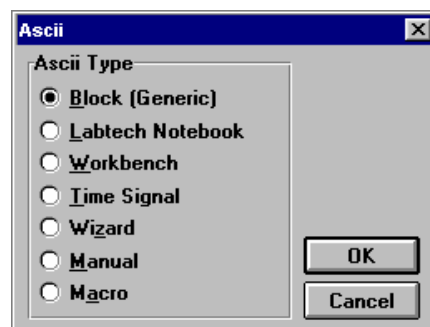 Ascii
Ascii Type
Block (Generic)
Labtech Notebook
Workbench
Time Signal
Wizard
Manual
Macro
OK
Cancel